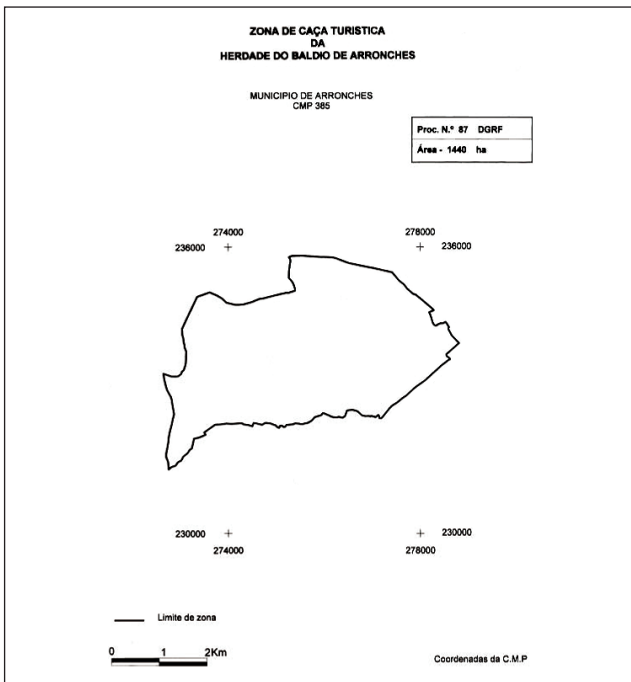 ZONA DE CAÇA TURISTICA
DA
HERDADE DO BALDIO DE ARRONCHES
MUNICIPIO DE ARRONCHES
CMP 385
Proc. N.º 87 DGRF
Área - 1440 ha
274000 278000
236000 236000
230000 230000
274000 278000
Limite de zona
0 1 2Km
Coordenadas da C.M.P